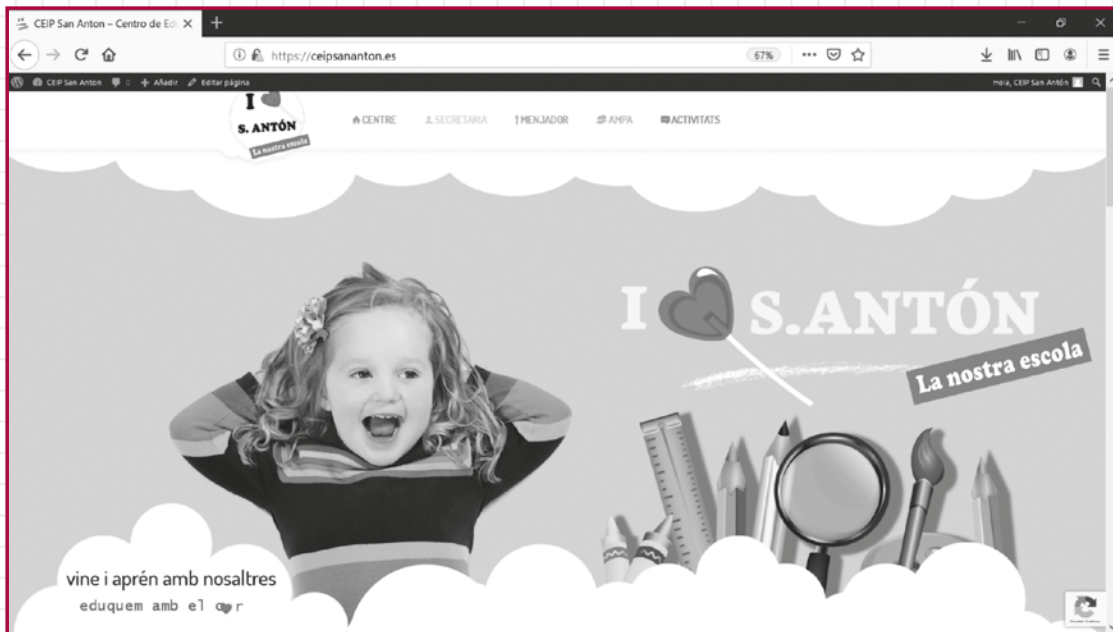 CEIP San Anton – Centro de Ed
https://ceipsananton.es
67%
CEIP San Anton
0
Añadir
Editar página
Hola, CEIP San Antón
I
S. ANTÓN
La nostra escola
CENTRE
SECRETARIA
MENJADOR
AMPA
ACTIVITATS
I
S.ANTÓN
La nostra escola
vine i aprén amb nosaltres
eduquem amb el c r